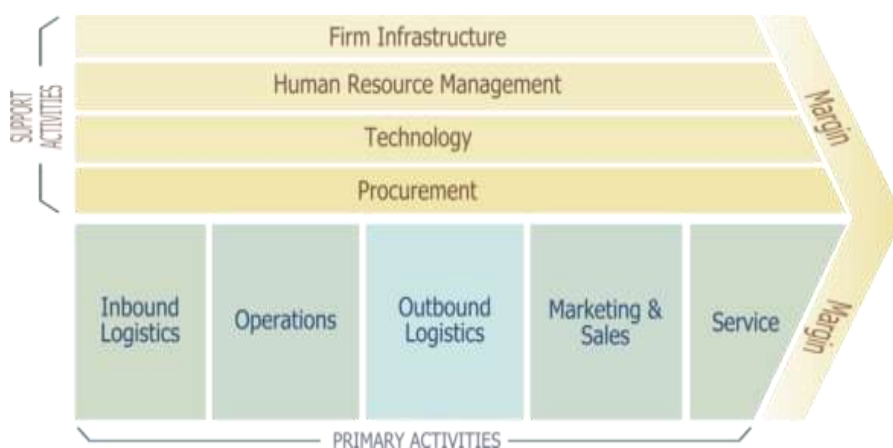 Firm Infrastructure
Human Resource Management
Technology
Procurement
SUPPORT
ACTIVITIES
Margin
Inbound
Logistics
Operations
Outbound
Logistics
Marketing &
Sales
Service
Margin
PRIMARY ACTIVITIES